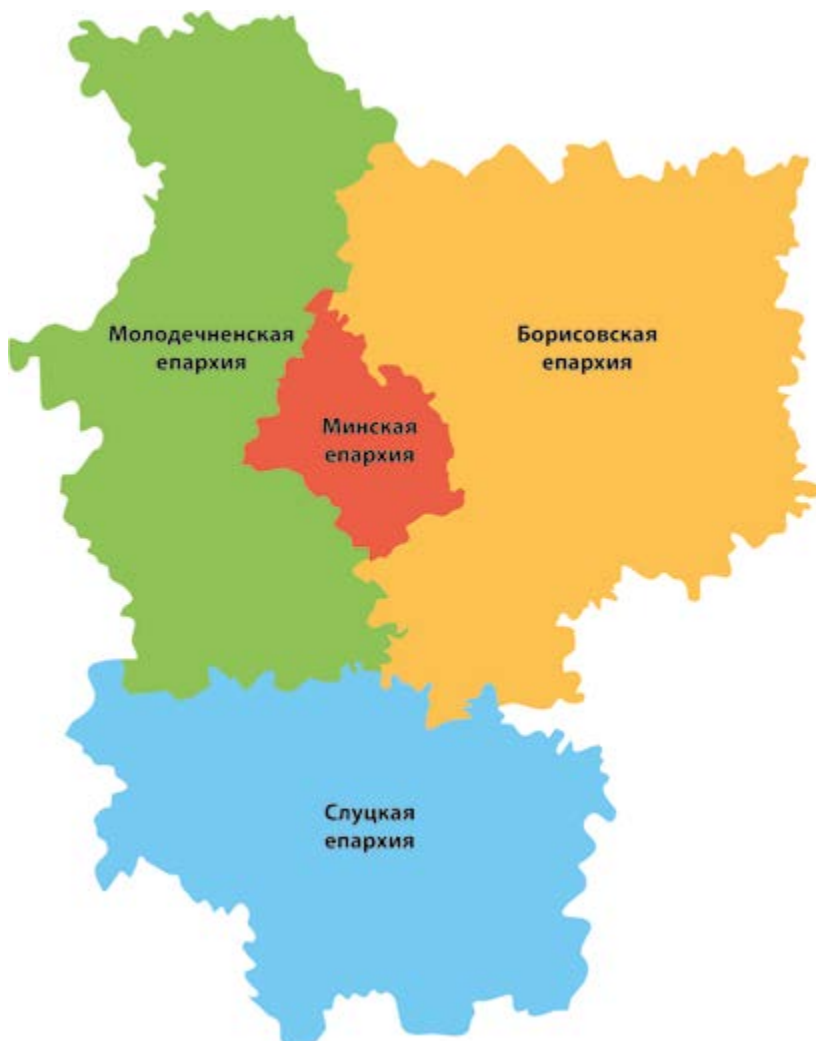 Молодечненская
епархия
Борисовская
епархия
Минская
епархия
Слуцкая
епархия